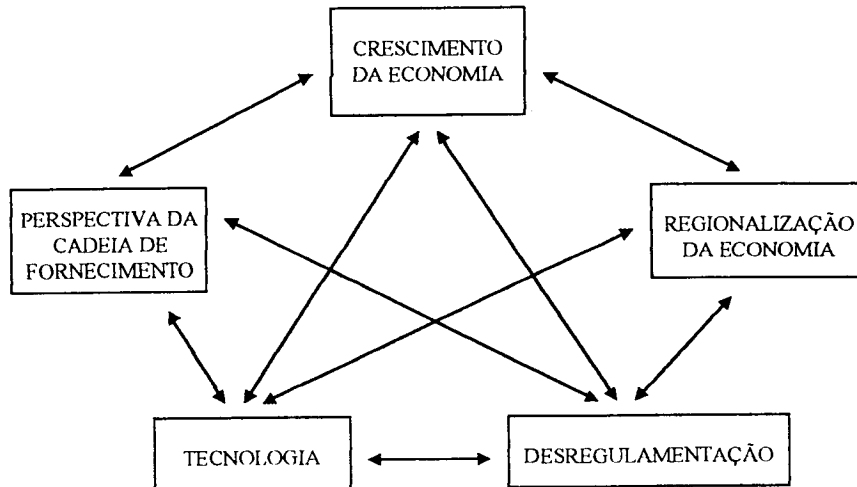 CRESCIMENTO
DA ECONOMIA
PERSPECTIVA DA
CADEIA DE
FORNECIMENTO
REGIONALIZAÇÃO
DA ECONOMIA
TECNOLOGIA
DESREGULAMENTAÇÃO